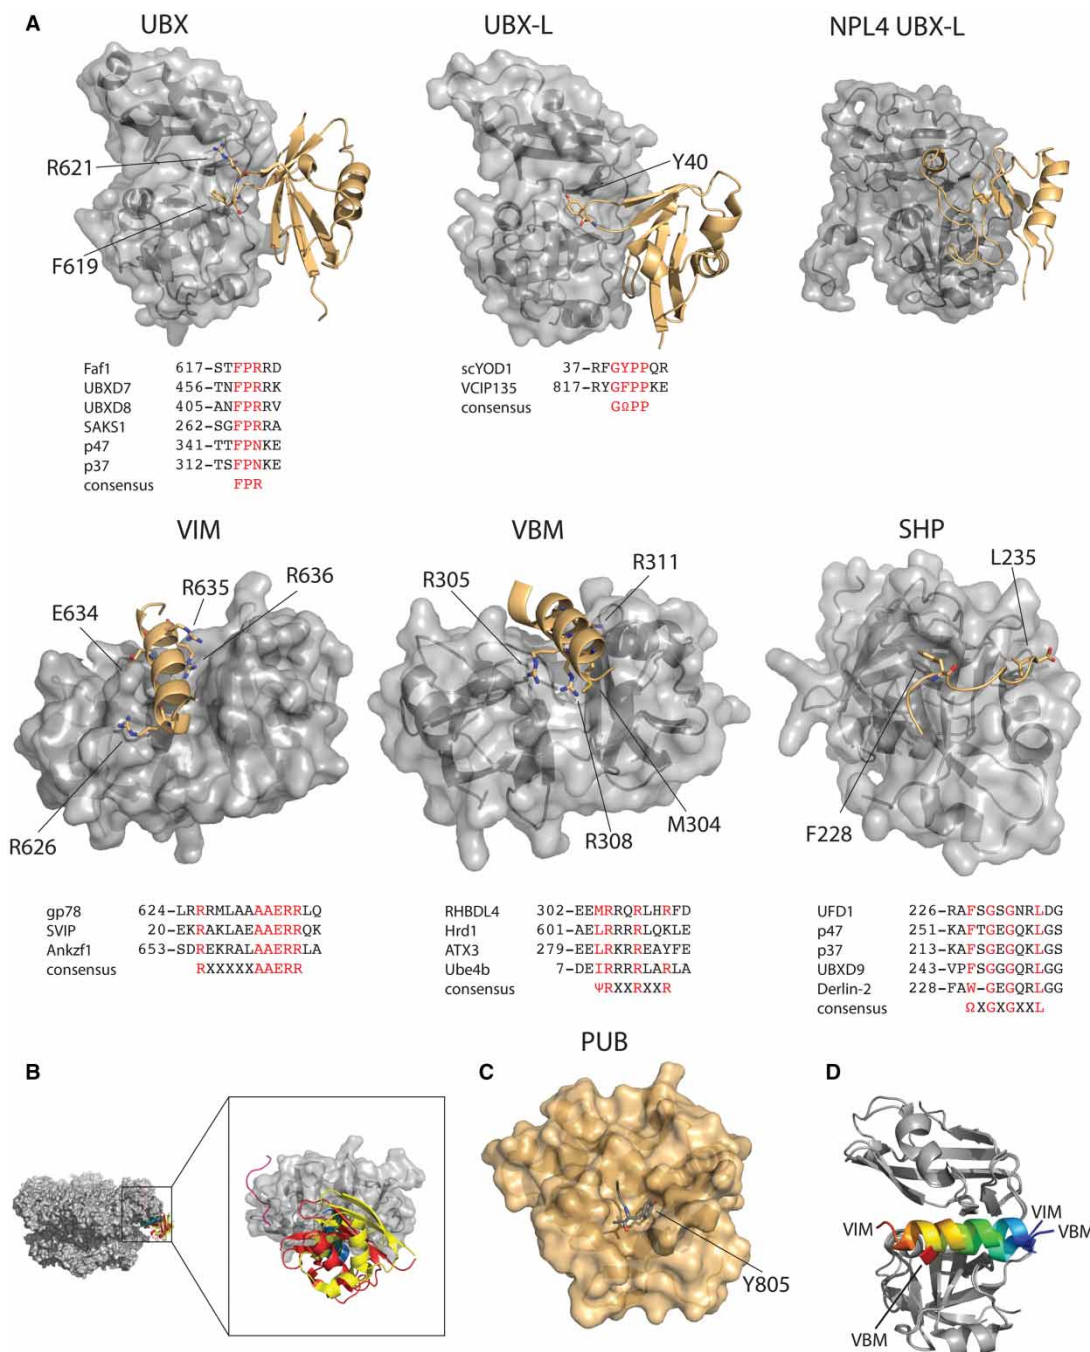 A
UBX
UBX-L
NPL4 UBX-L
R621
F619
Y40
Faf1 617-STFPRRD
UBXD7 456-TNFPRRK
UBXD8 405-ANFPRRV
SAKS1 262-SGFPRRA
p47 341-TTFPNKE
p37 312-TSFPNKE
consensus FPR
scYOD1 37-RFGYPPQR
VCIP135 817-RYGFPPKE
consensus GΩPP
VIM
VBM
SHP
E634
R635
R636
R626
R305
R311
R308
M304
L235
F228
gp78 624-LRRRMLAAAAERRLQ
SVIP 20-EKRAKLAEAAERRQK
Ankzf1 653-SDREKRALAAERRLA
consensus RXXXXXAAERR
RHBDL4 302-EEMRRQRLHRFD
Hrd1 601-AELRRRRLQKLE
ATX3 279-EELRKRREAYFE
Ube4b 7-DEIRRRRLARLA
consensus ΨRXXRXXR
UFD1 226-RAFSGSGNRLDG
p47 251-KAFTGEGQKLGS
p37 213-KAFSGEGQKLGS
UBXD9 243-VPFSGGGQRLGG
Derlin-2 228-FAW-GEGQRLGG
consensus ΩXGXGXXL
B
C
PUB
Y805
D
VIM
VIM
VBM
VBM